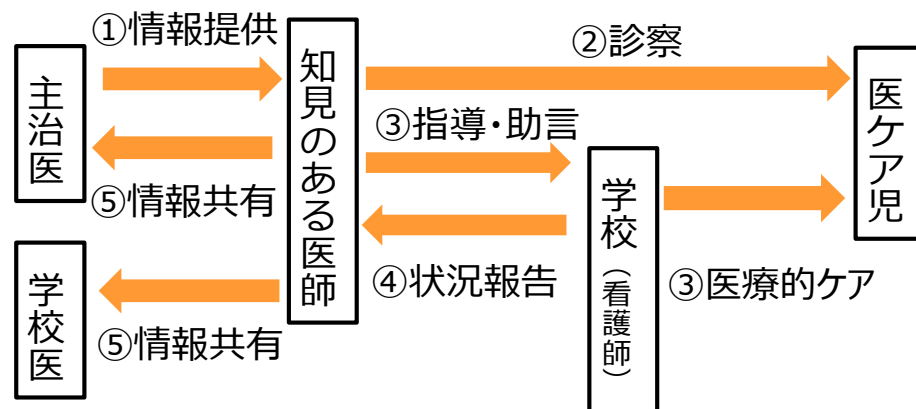 ①情報提供
②診察
主治医
知見のある医師
医ケア児
③指導・助言
⑤情報共有
学校（看護師）
④状況報告
③医療的ケア
学校医
⑤情報共有